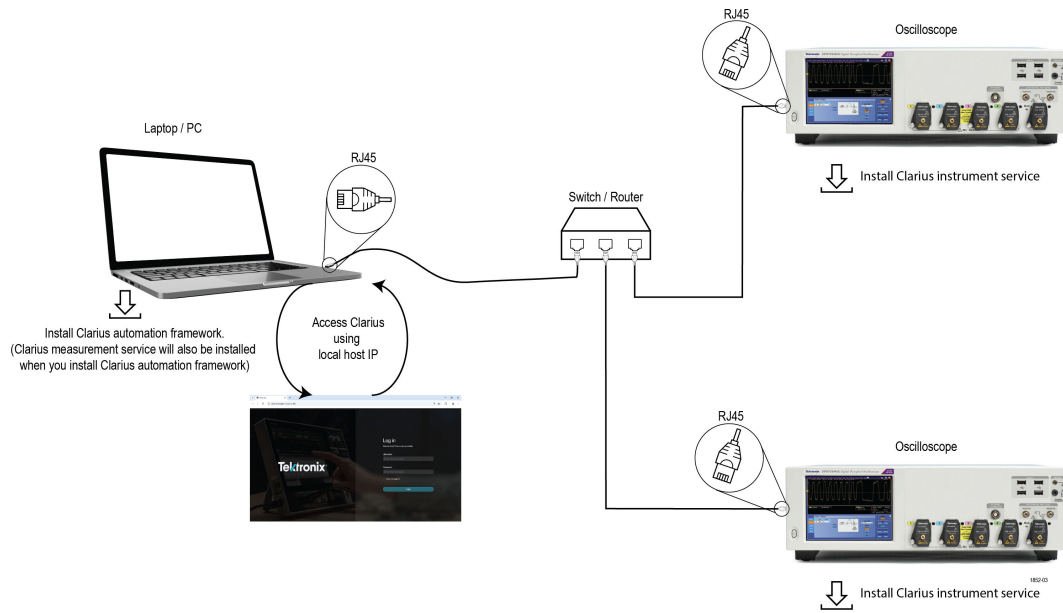 RJ45
Oscilloscope
Install Clarius instrument service
Laptop / PC
RJ45
Switch / Router
Install Clarius automation framework.
(Clarius measurement service will also be installed
when you install Clarius automation framework)
Access Clarius
using
local host IP
Log in
Tektronix
RJ45
Oscilloscope
1852-03
Install Clarius instrument service